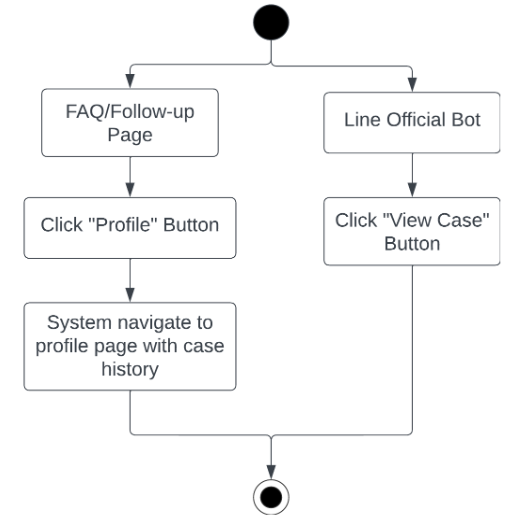 FAQ/Follow-up
Page
Line Official Bot
Click "Profile" Button
Click "View Case"
Button
System navigate to
profile page with case
history